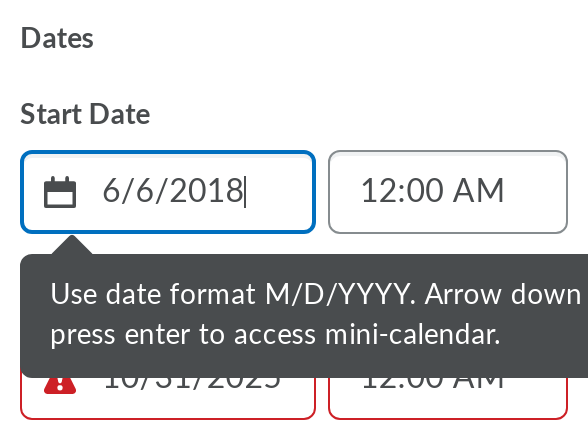 Dates
Start Date
6/6/2018 12:00 AM
Use date format M/D/YYYY. Arrow down
press enter to access mini-calendar.
10/31/2025 12:00 AM